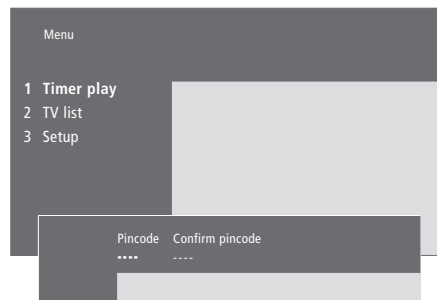 Menu
1 Timer play
2 TV list
3 Setup
Pincode Confirm pincode
---- ----